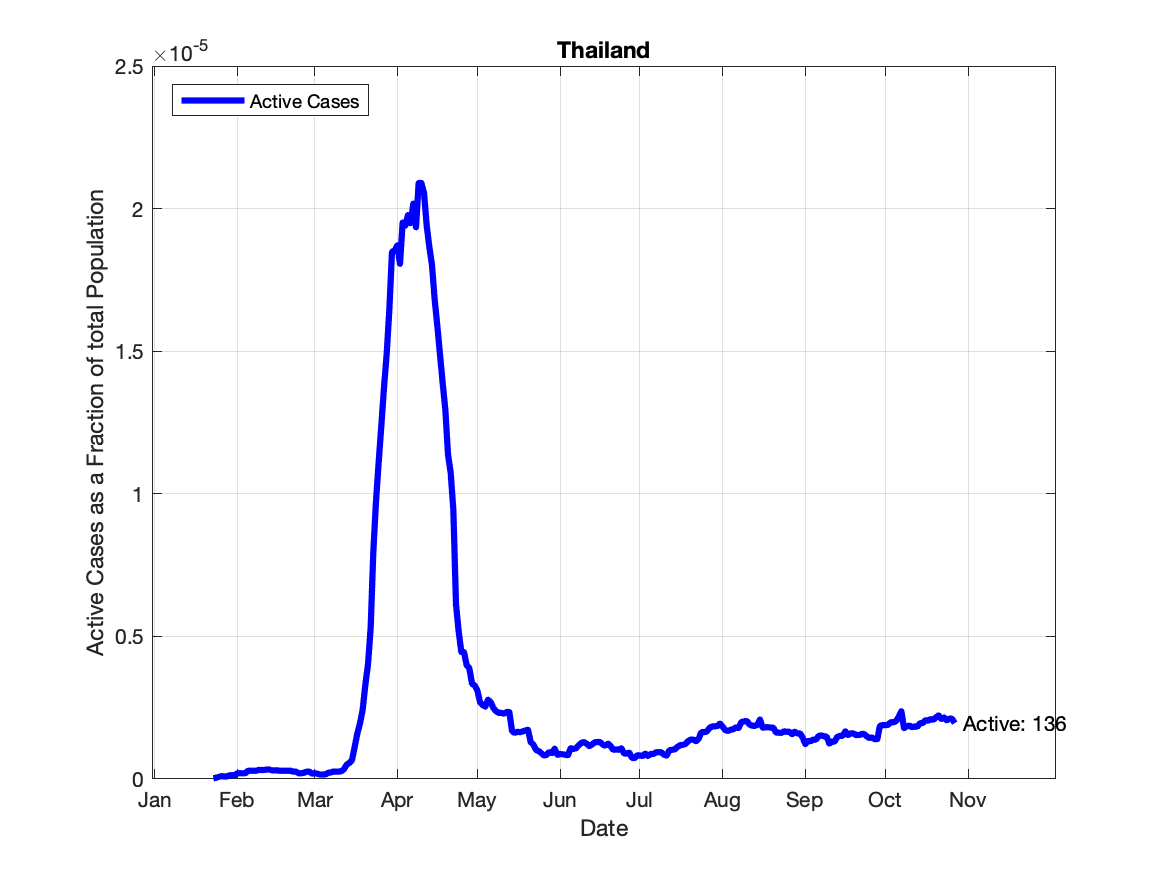 Thailand
×10-5
2.5
2
1.5
1
0.5
0
Active Cases as a Fraction of total Population
Active Cases
Active: 136
Jan Feb Mar Apr May Jun Jul Aug Sep Oct Nov
Date